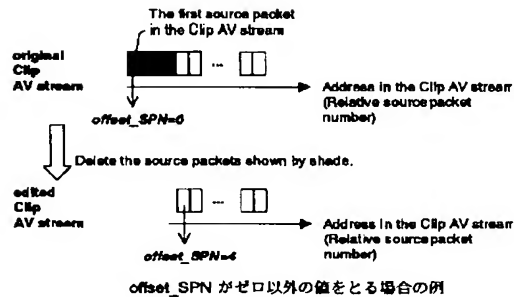 The first source packet
in the Clip AV stream
original
Clip
AV stream
...
Address in the Clip AV stream
(Relative source packet
number)
offset_SPN=0
Delete the source packets shown by shade.
edited
Clip
AV stream
...
Address in the Clip AV stream
(Relative source packet
number)
offset_SPN=4
offset_SPN がゼロ以外の値をとる場合の例